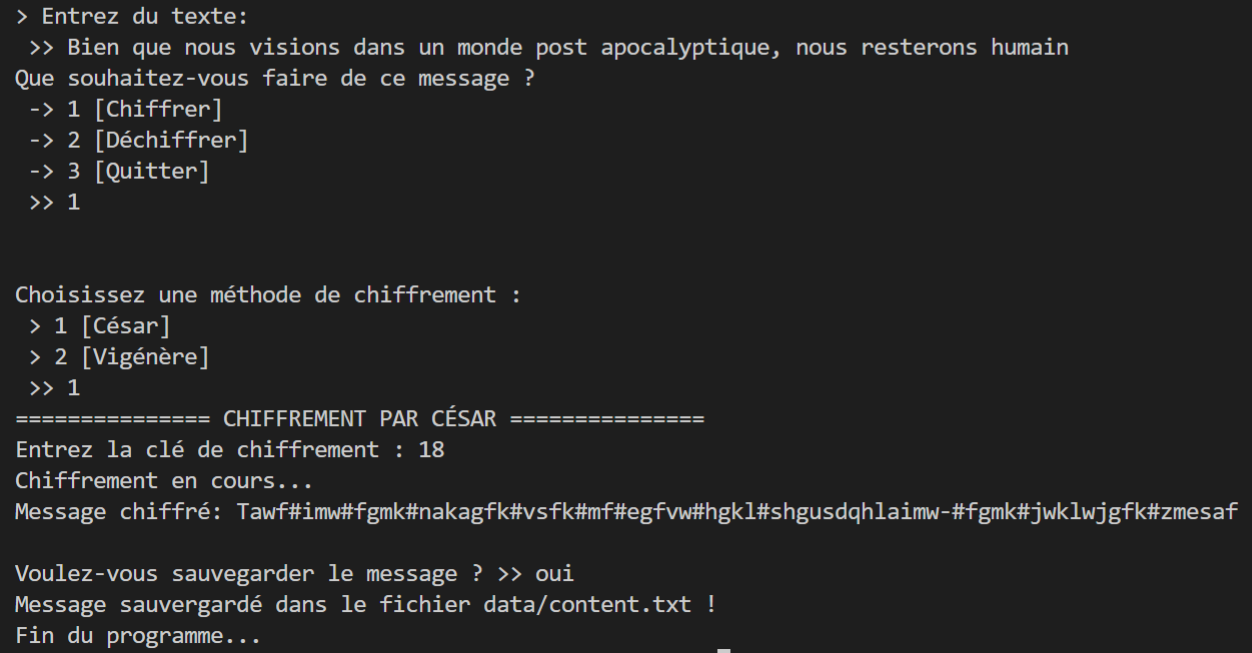 > Entrez du texte:
>> Bien que nous visions dans un monde post apocalyptique, nous resterons humain
Que souhaitez-vous faire de ce message ?
-> 1 [Chiffrer]
-> 2 [Déchiffrer]
-> 3 [Quitter]
>> 1
Choisissez une méthode de chiffrement :
> 1 [César]
> 2 [Vigénère]
>> 1
=============== CHIFFREMENT PAR CÉSAR ===============
Entrez la clé de chiffrement : 18
Chiffrement en cours...
Message chiffré: Tawf#imw#fgmk#nakagfk#vsfk#mf#egfvw#hgkl#shgusdqhlaimw-#fgmk#jwklwjgfk#zmesaf
Voulez-vous sauvegarder le message ? >> oui
Message sauvergardé dans le fichier data/content.txt !
Fin du programme...